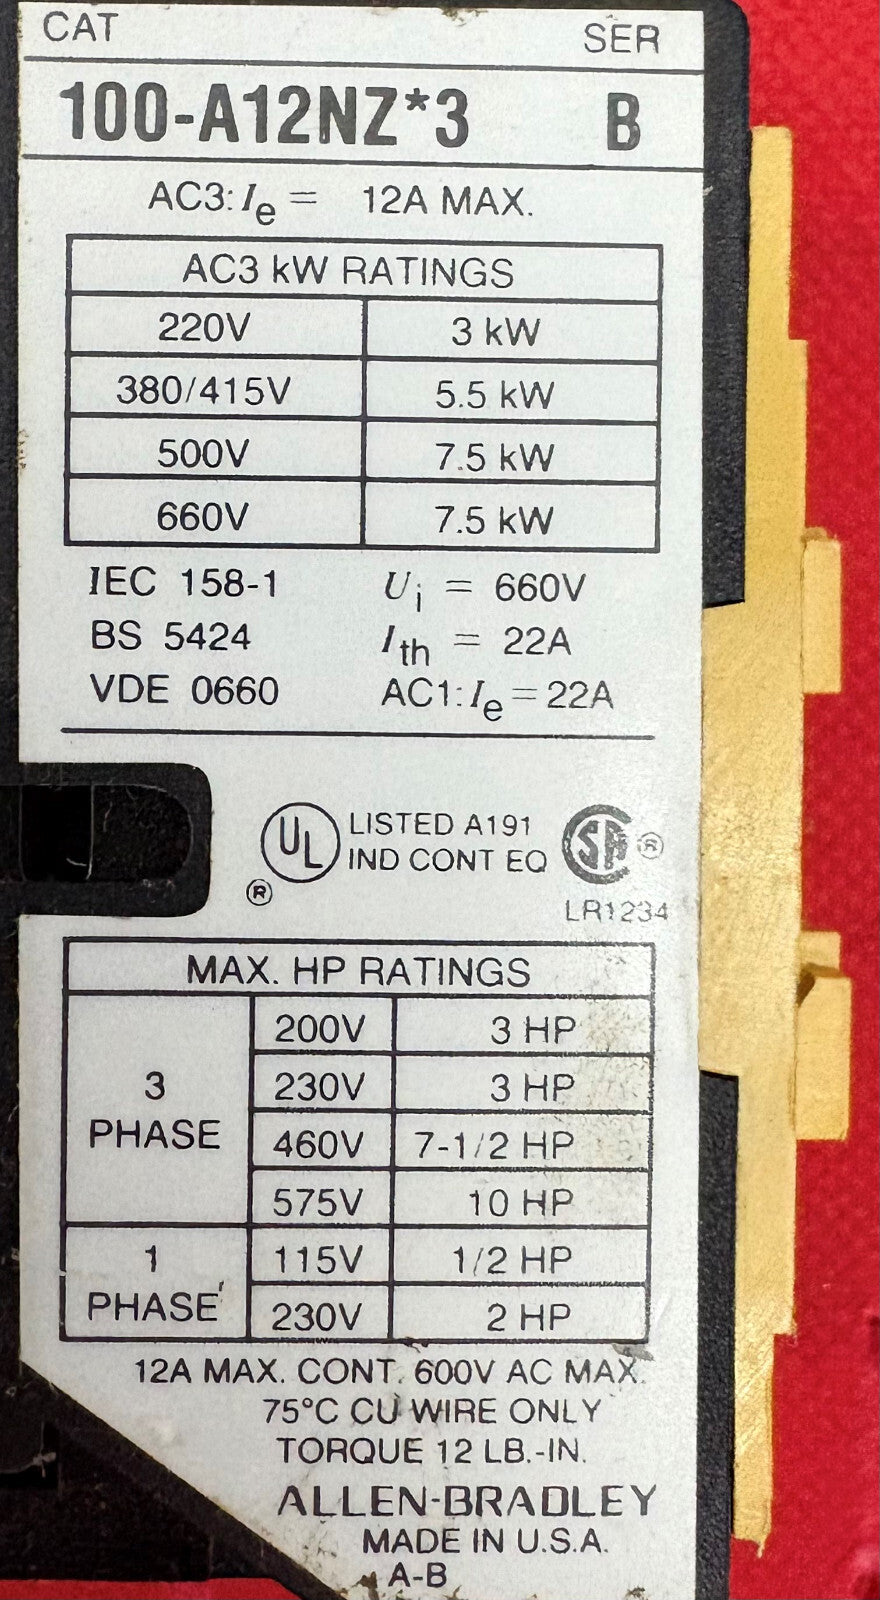 CAT SER
100-A12NZ*3 B
AC3: Ie = 12A MAX.
AC3 kW RATINGS
220V 3 kW
380/415V 5.5 kW
500V 7.5 kW
660V 7.5 kW
IEC 158-1 Ui = 660V
BS 5424 Ith = 22A
VDE 0660 AC1: Ie = 22A
UL LISTED A191
® IND CONT EQ SA ®
LR1234
MAX. HP RATINGS
3 PHASE 200V 3 HP
230V 3 HP
460V 7-1/2 HP
575V 10 HP
1 PHASE 115V 1/2 HP
230V 2 HP
12A MAX. CONT. 600V AC MAX.
75°C CU WIRE ONLY
TORQUE 12 LB.-IN.
ALLEN-BRADLEY
MADE IN U.S.A.
A-B